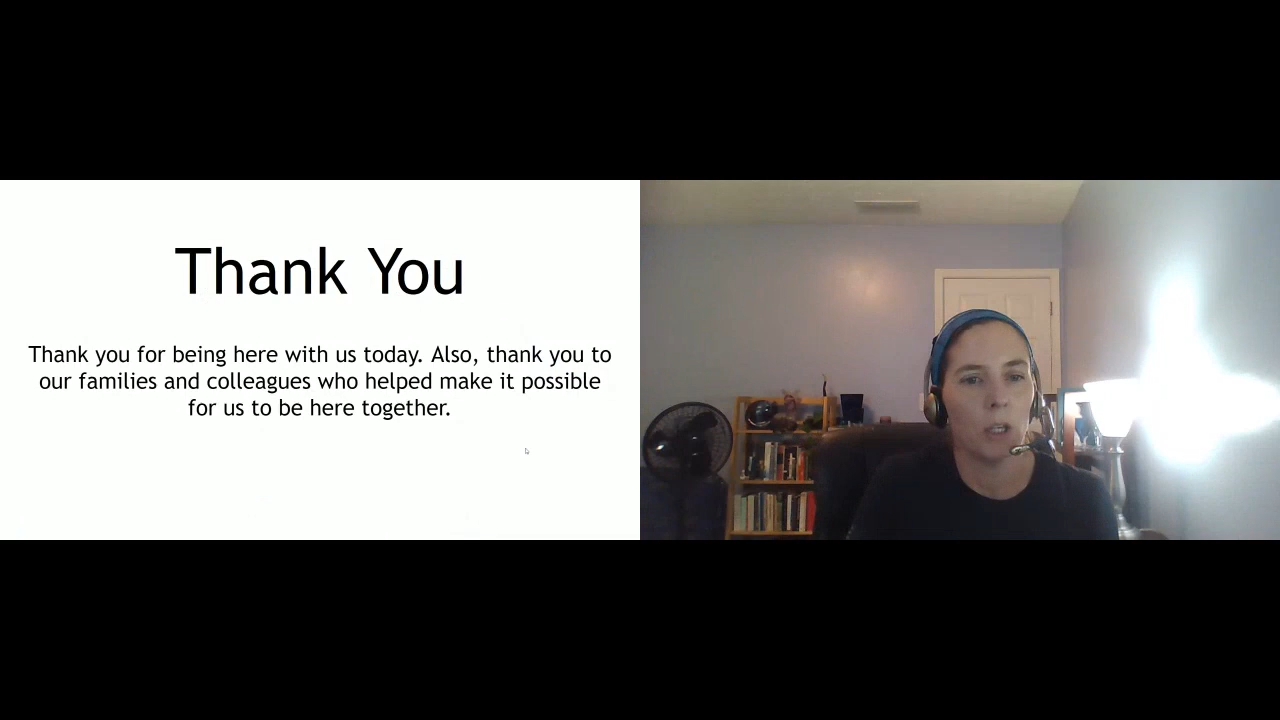 Thank You
Thank you for being here with us today. Also, thank you to
our families and colleagues who helped make it possible
for us to be here together.